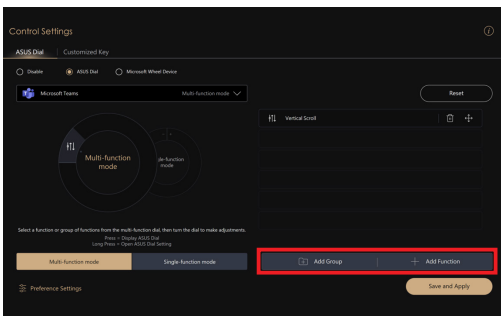 Control Settings
ASUS Dial
Customized Key
Disable
ASUS Dial
Microsoft Wheel Device
Microsoft Teams
Multi-function mode
Reset
Vertical Scroll
Multi-function
mode
gle-function
mode
Select a function or group of functions from the multi-function dial, then turn the dial to make adjustments.
Press = Display ASUS Dial
Long Press = Open ASUS Dial Setting
Multi-function mode
Single-function mode
Add Group
Add Function
Preference Settings
Save and Apply